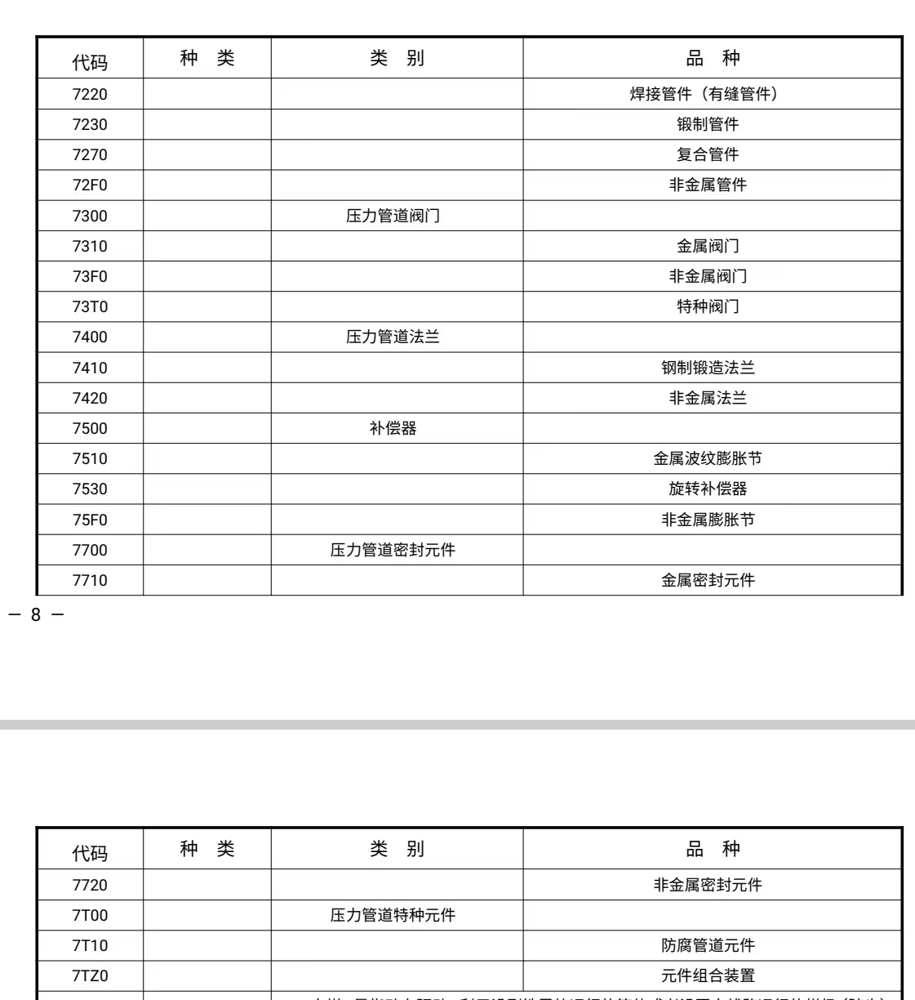 代码 种 类 类 别 品 种
7220 焊接管件（有缝管件）
7230 锻制管件
7270 复合管件
72F0 非金属管件
7300 压力管道阀门
7310 金属阀门
73F0 非金属阀门
73T0 特种阀门
7400 压力管道法兰
7410 钢制锻造法兰
7420 非金属法兰
7500 补偿器
7510 金属波纹膨胀节
7530 旋转补偿器
75F0 非金属膨胀节
7700 压力管道密封元件
7710 金属密封元件
— 8 —
代码 种 类 类 别 品 种
7720 非金属密封元件
7T00 压力管道特种元件
7T10 防腐管道元件
7TZ0 元件组合装置